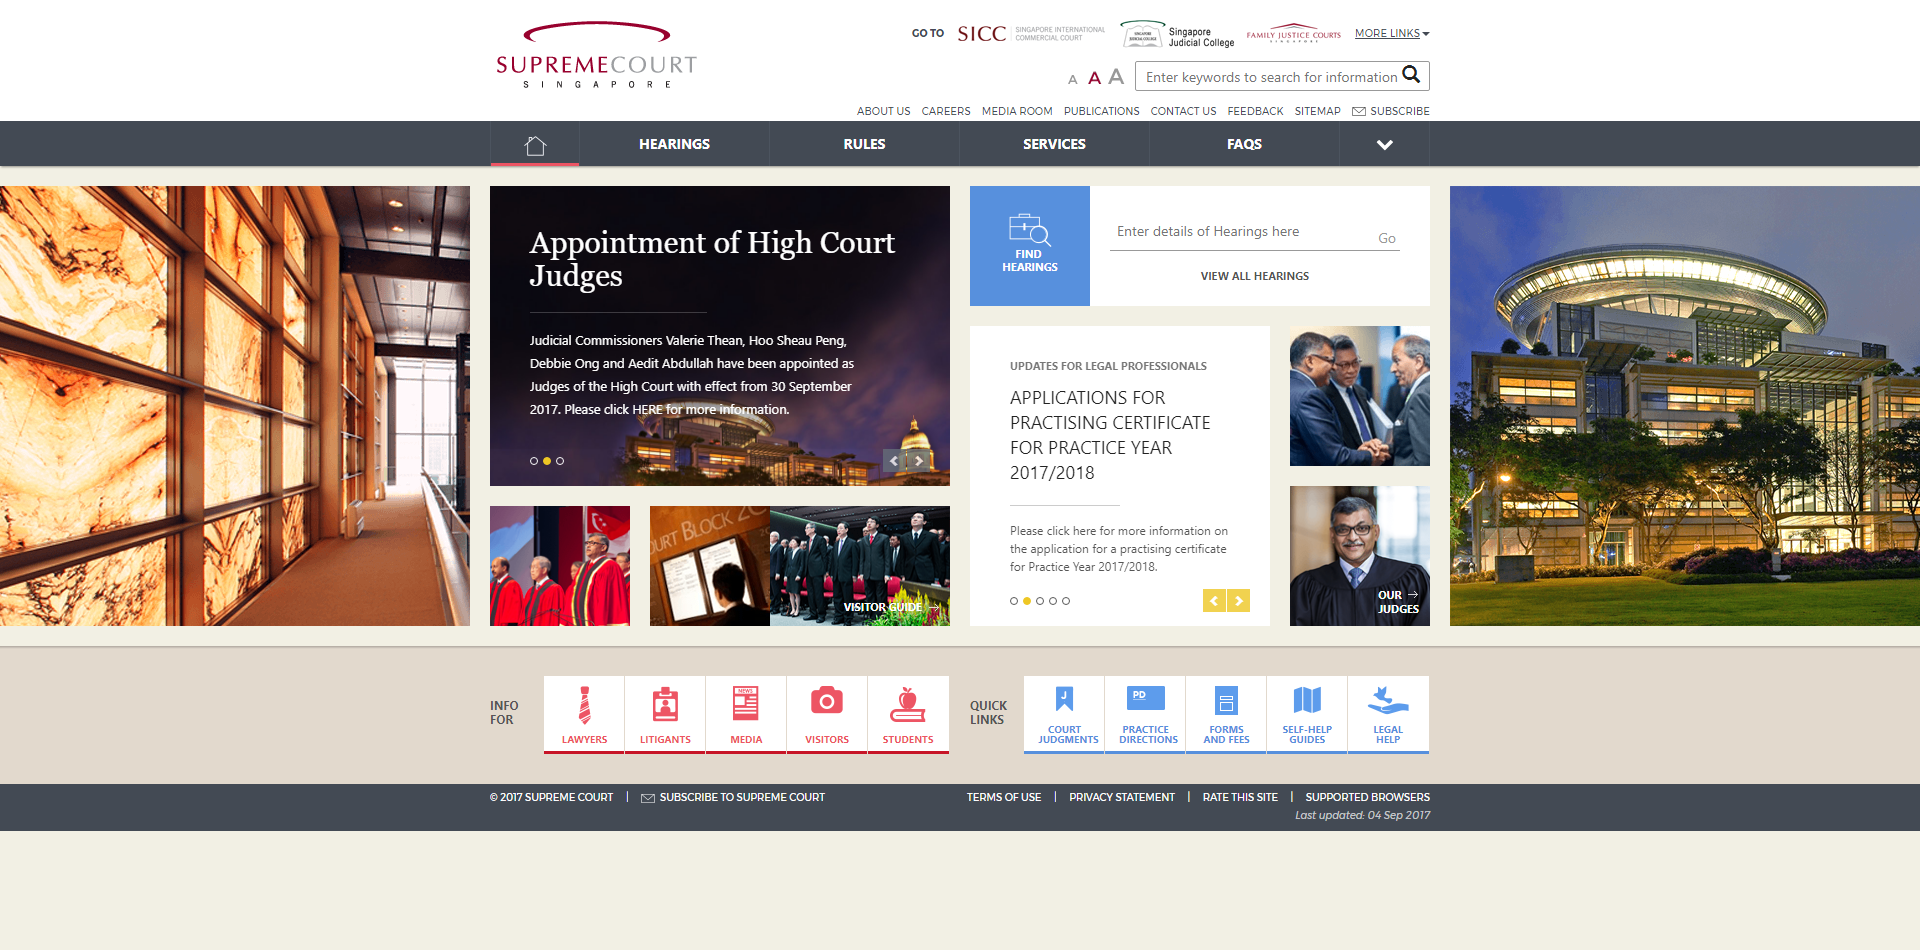 SUPREMECOURT
SINGAPORE
GO TO
SICC SINGAPORE INTERNATIONAL
COMMERCIAL COURT
Singapore
Judicial College
FAMILY JUSTICE COURTS
SINGAPORE
MORE LINKS
A A A
Enter keywords to search for information
ABOUT US CAREERS MEDIA ROOM PUBLICATIONS CONTACT US FEEDBACK SITEMAP SUBSCRIBE
HEARINGS RULES SERVICES FAQS
Appointment of High Court
Judges
Judicial Commissioners Valerie Thean, Hoo Sheau Peng,
Debbie Ong and Aedit Abdullah have been appointed as
Judges of the High Court with effect from 30 September
2017. Please click HERE for more information.
FIND
HEARINGS
Enter details of Hearings here
Go
VIEW ALL HEARINGS
UPDATES FOR LEGAL PROFESSIONALS
APPLICATIONS FOR
PRACTISING CERTIFICATE
FOR PRACTICE YEAR
2017/2018
Please click here for more information on
the application for a practising certificate
for Practice Year 2017/2018.
COURT BLOCK
VISITOR GUIDE
OUR
JUDGES
INFO
FOR
LAWYERS
LITIGANTS
NEWS
MEDIA
VISITORS
STUDENTS
QUICK
LINKS
J
COURT
JUDGMENTS
PD
PRACTICE
DIRECTIONS
FORMS
AND FEES
SELF-HELP
GUIDES
LEGAL
HELP
© 2017 SUPREME COURT | SUBSCRIBE TO SUPREME COURT
TERMS OF USE | PRIVACY STATEMENT | RATE THIS SITE | SUPPORTED BROWSERS
Last updated: 04 Sep 2017